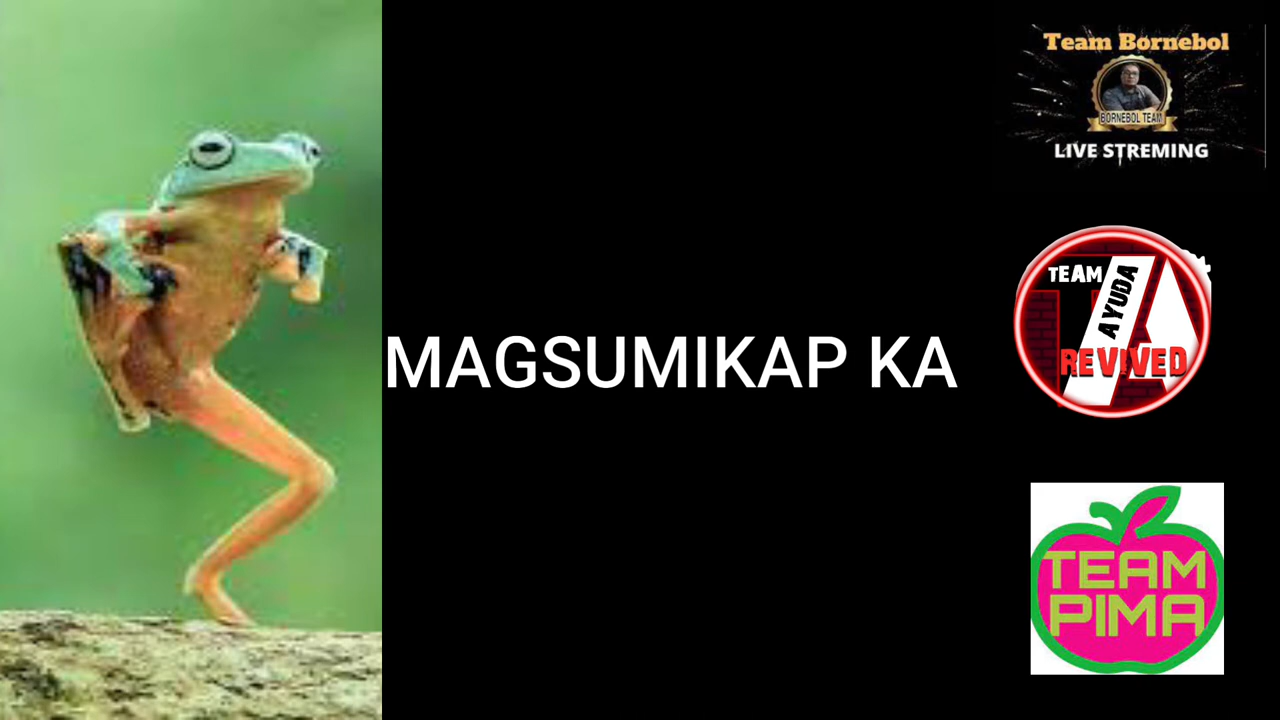 MAGSUMIKAP KA
Team Bornebol
BORNEBOL TEAM
LIVE STREMING
TEAM
AYUDA
REVIVED
TEAM
PIMA